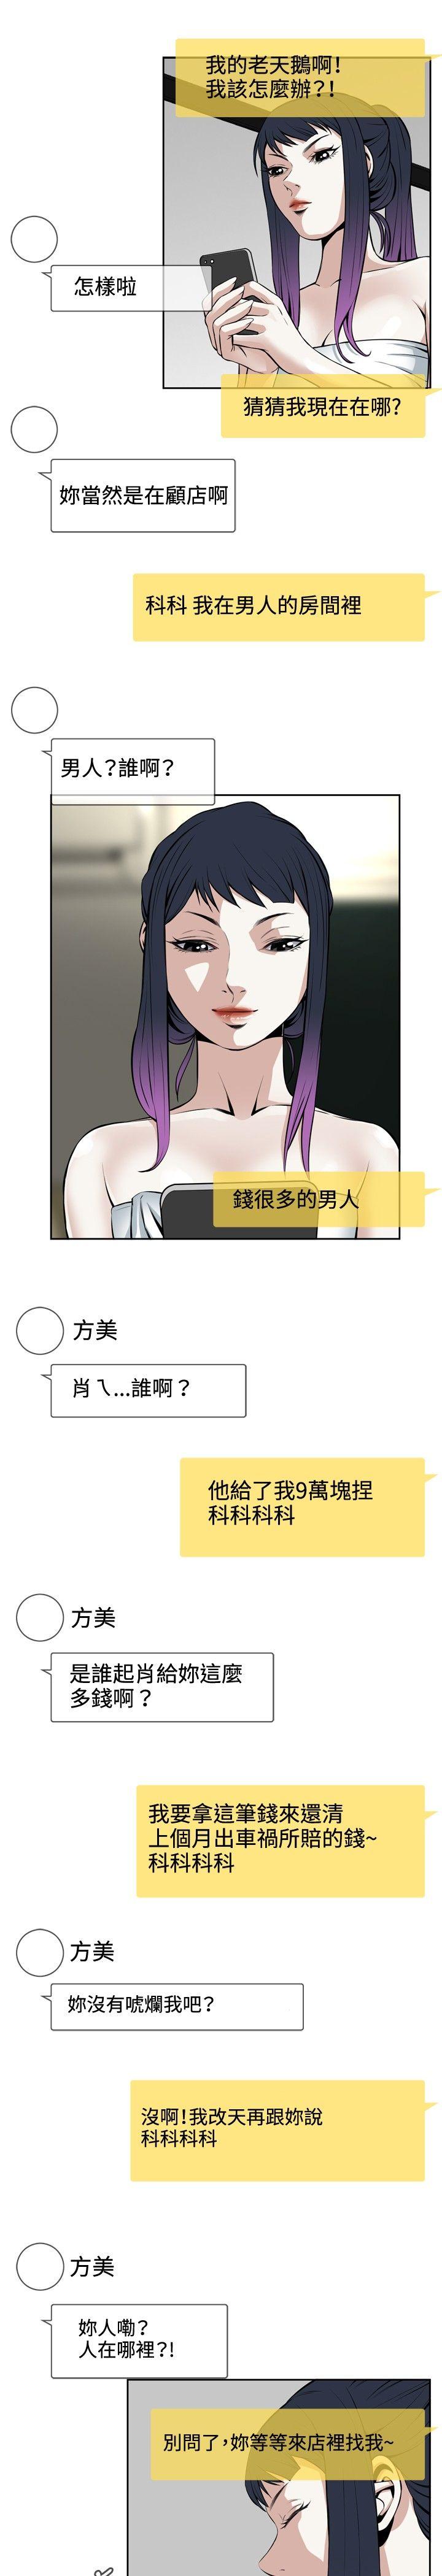 我的老天鵝啊!
我該怎麼辦?!
怎樣啦
猜猜我現在在哪?
妳當然是在顧店啊
科科 我在男人的房間裡
男人?誰啊?
錢很多的男人
方美
肖ㄟ...誰啊?
他給了我9萬塊捏
科科科科
方美
是誰起肖給妳這麼
多錢啊?
我要拿這筆錢來還清
上個月出車禍所賠的錢~
科科科科
方美
妳沒有唬爛我吧?
沒啊!我改天再跟妳說
科科科科
方美
妳人嘞?
人在哪裡?!
別問了,妳等等來店裡找我~